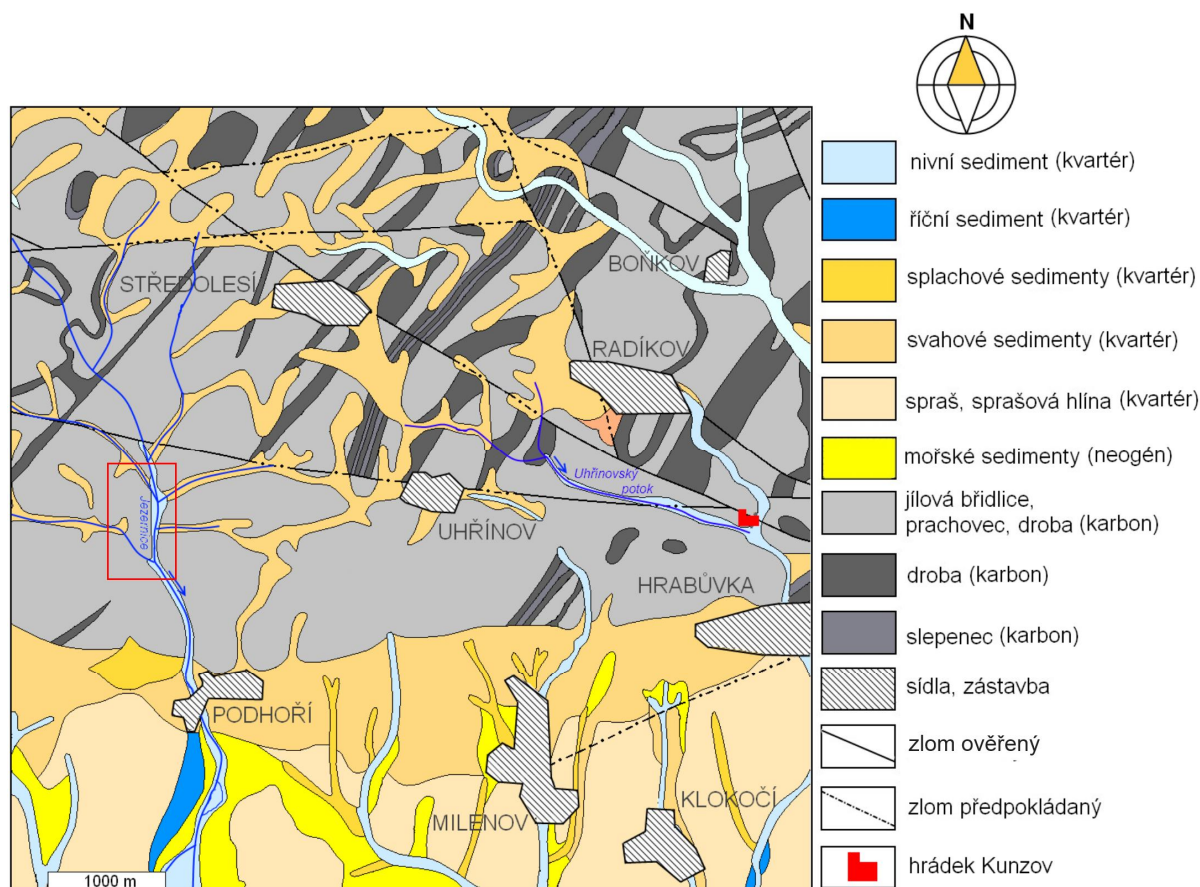 N
nivní sediment (kvartér)
říční sediment (kvartér)
splachové sedimenty (kvartér)
svahové sedimenty (kvartér)
spraš, sprašová hlína (kvartér)
mořské sedimenty (neogén)
jílová břidlice,
prachovec, droba (karbon)
droba (karbon)
slepenec (karbon)
sídla, zástavba
zlom ověřený
zlom předpokládaný
hrádek Kunzov
STŘEDOLESÍ
BOŇKOV
RADÍKOV
Uhřinovský
potok
Jezernice
UHŘÍNOV
HRABŮVKA
PODHOŘÍ
MILENOV
KLOKOČÍ
1000 m